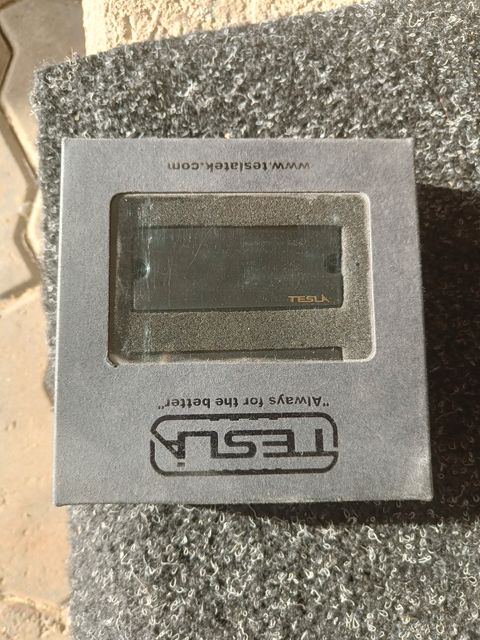 TESLA
"Always for the better"
TESLA
www.teslatek.com